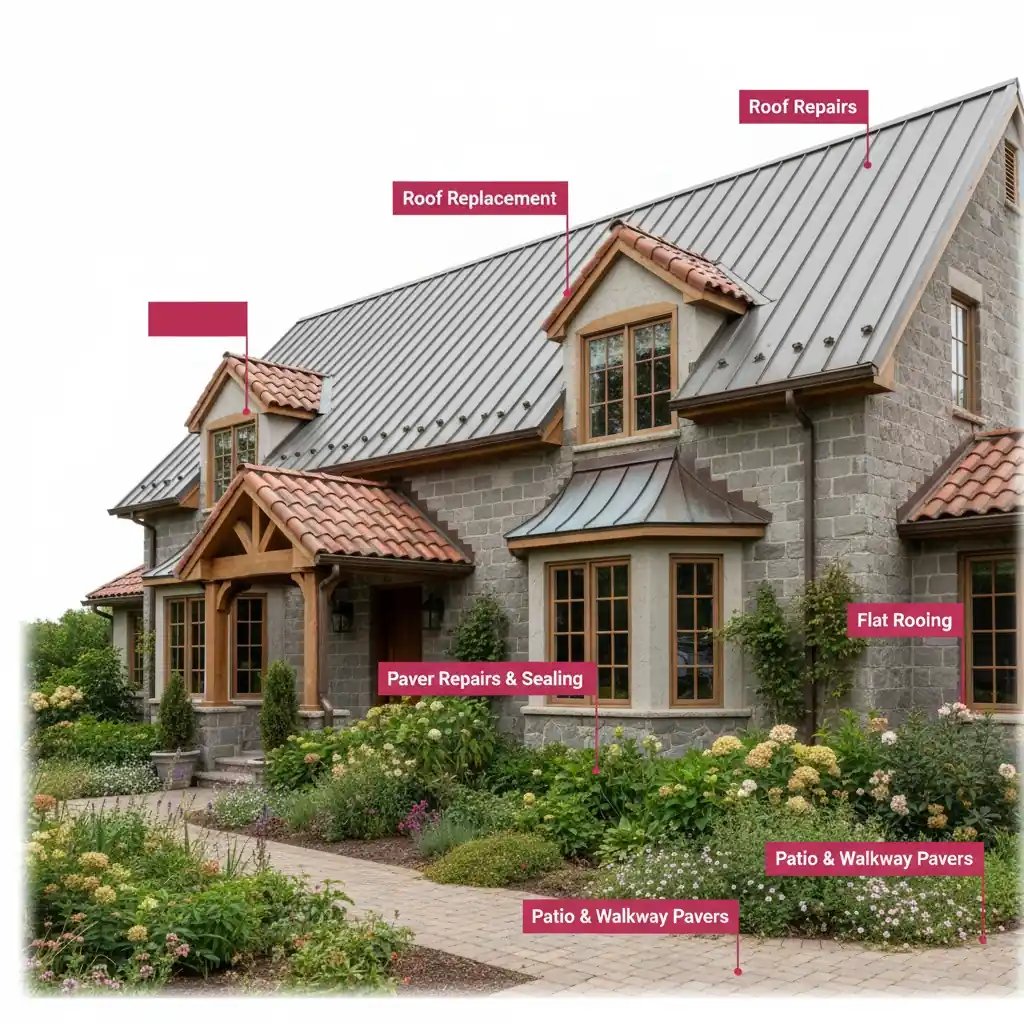 Roof Repairs
Roof Replacement
Flat Rooing
Paver Repairs & Sealing
Patio & Walkway Pavers
Patio & Walkway Pavers